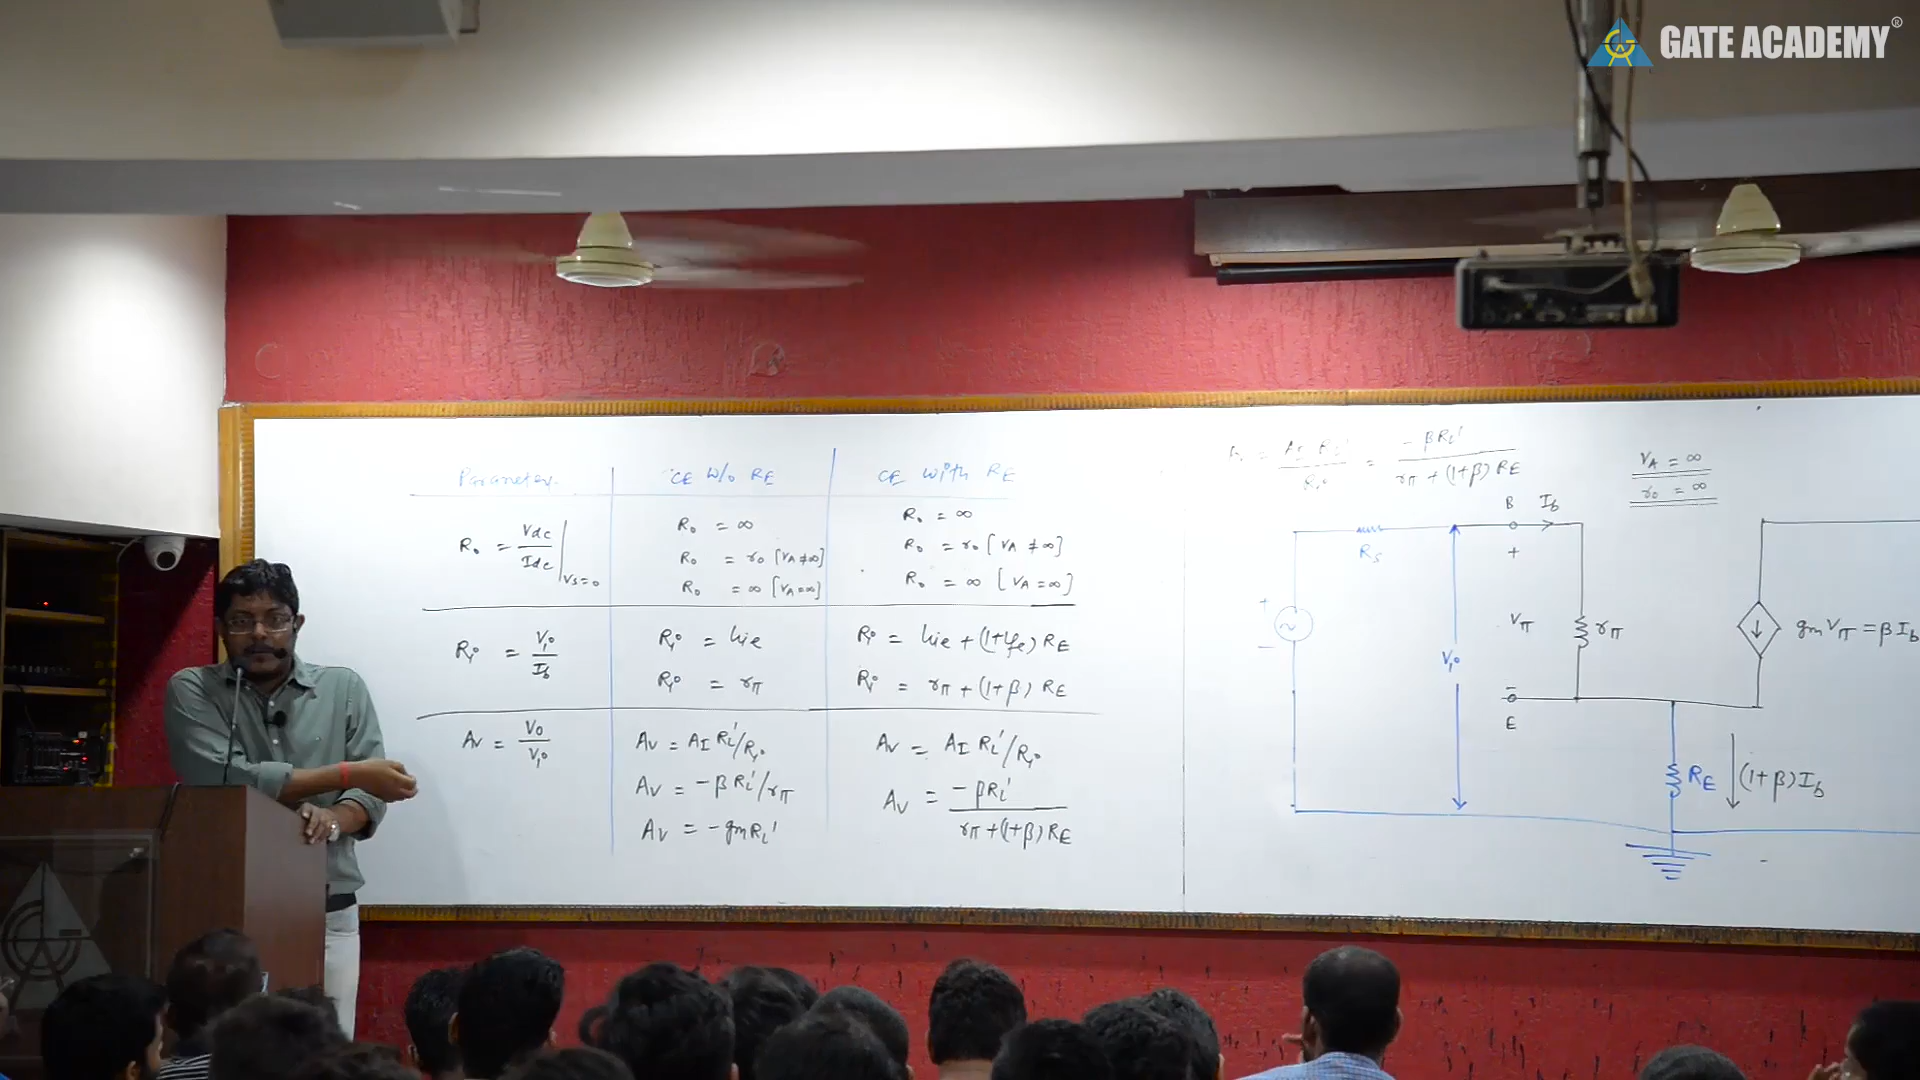 GATE ACADEMY®
Parameter
CE W/o RE
CE with RE
Ro = Vdc / Idc | Vs=0
Ro = ∞
Ro = ro [VA ≠ ∞]
Ro = ∞ [VA = ∞]
Ro = ∞
Ro = ro [VA ≠ ∞]
Ro = ∞ [VA = ∞]
Ri = Vi / Ib
Ri = hie
Ri = rπ
Ri = hie + (1+hfe) RE
Ri = rπ + (1+β) RE
Av = Vo / Vi
Av = AI RL'/Ri
Av = -β RL'/rπ
Av = -gm RL'
Av = AI RL'/Ri
Av = -βRL' / rπ + (1+β) RE
= AI RL' / Ri = -βRL' / rπ + (1+β) RE
VA = ∞
ro = ∞
B
Ib
Rs
+
+
Vπ
rπ
gm Vπ = β Ib
Vi
-
-
E
RE
(1+β) Ib